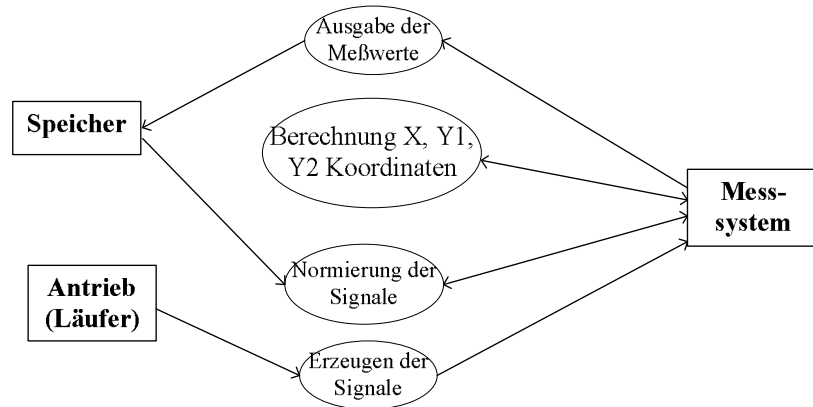 Ausgabe der
Meßwerte
Speicher
Berechnung X, Y1,
Y2 Koordinaten
Mess-
system
Normierung der
Signale
Antrieb
(Läufer)
Erzeugen der
Signale